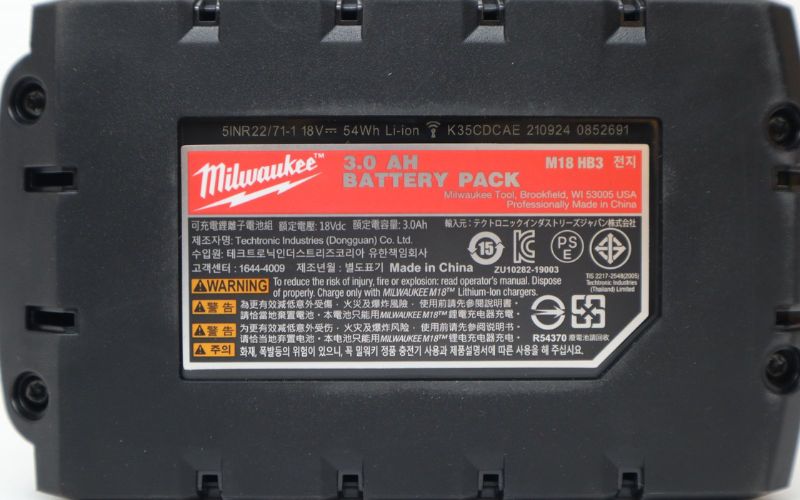 5INR22/71-1 18V⎓ 54Wh Li-ion K35CDCAE 210924 0852691
Milwaukee™
3.0 AH
BATTERY PACK
M18 HB3 전지
Milwaukee Tool, Brookfield, WI 53005 USA
Professionally Made in China
可充電鋰離子電池組 額定電壓: 18Vdc 額定電容量: 3.0Ah
輸入元：テクトロニックインダストリーズジャパン株式会社
제조자명: Techtronic Industries (Dongguan) Co. Ltd.
수입원: 테크트로닉인더스트리즈코리아 유한책임회사
고객센터 : 1644-4009 제조년월 : 별도표기 Made in China
15
PS
E
ZU10282-19003
TIS 2217-2548(2005)
Techtronic Industries
(Thailand) Limited
WARNING To reduce the risk of injury, fire or explosion: read operator's manual. Dispose
of properly. Charge only with MILWAUKEE M18™ Lithium-Ion chargers.
警告 為更有效減低意外受傷，火災及爆炸風險，使用前請先參閱說明書，
請恰當地棄置電池，本電池只能用MILWAUKEE M18™ 鋰電充电器充電。
警告 为更有效减低意外受伤，火灾及爆炸风险，使用前请先参阅说明书，
请恰当地弃置电池，本电池只能用MILWAUKEE M18™ 锂电充电器充电。
주의 화재, 폭발등의 위험이 있으니, 꼭 밀워키 정품 충전기 사용과 제품설명서에 따른 사용을 해 주십시요.
R54370 廢電池請回收